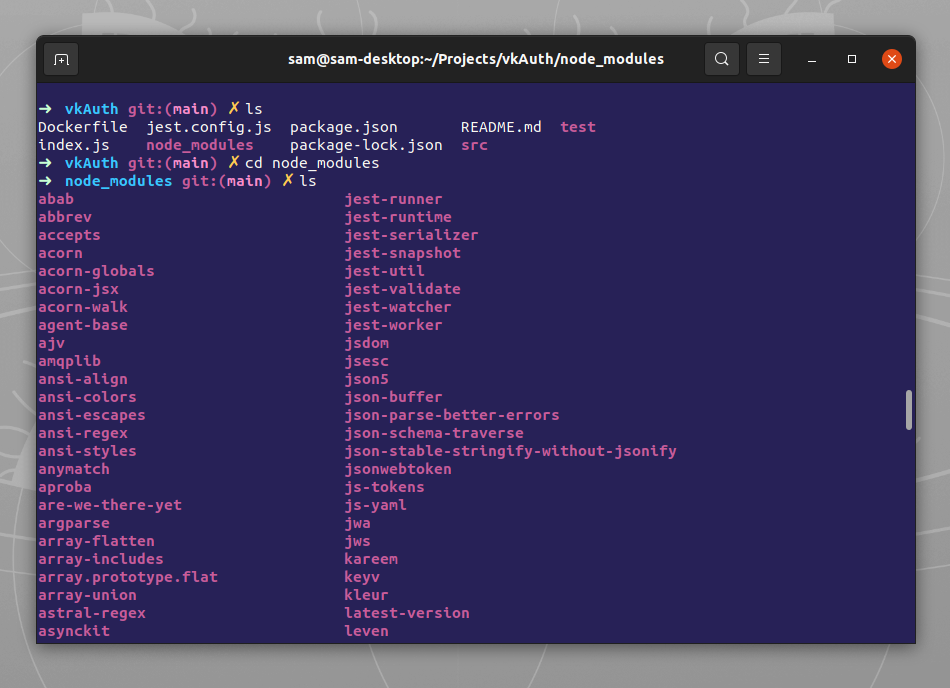 sam@sam-desktop:~/Projects/vkAuth/node_modules
➜ vkAuth git:(main) ✗ ls
Dockerfile jest.config.js package.json README.md test
index.js node_modules package-lock.json src
➜ vkAuth git:(main) ✗ cd node_modules
➜ node_modules git:(main) ✗ ls
abab jest-runner
abbrev jest-runtime
accepts jest-serializer
acorn jest-snapshot
acorn-globals jest-util
acorn-jsx jest-validate
acorn-walk jest-watcher
agent-base jest-worker
ajv jsdom
amqplib jsesc
ansi-align json5
ansi-colors json-buffer
ansi-escapes json-parse-better-errors
ansi-regex json-schema-traverse
ansi-styles json-stable-stringify-without-jsonify
anymatch jsonwebtoken
aproba js-tokens
are-we-there-yet js-yaml
argparse jwa
array-flatten jws
array-includes kareem
array.prototype.flat keyv
array-union kleur
astral-regex latest-version
asynckit leven